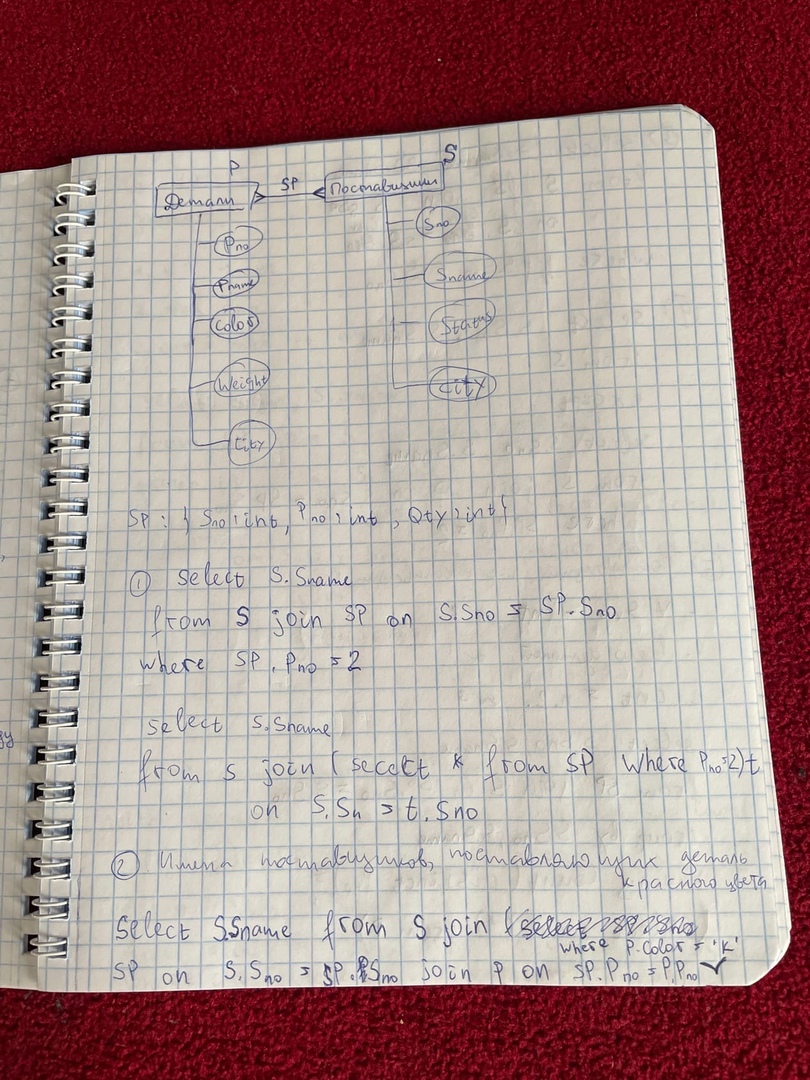 P
S
Детали
SP
Поставщики
Pno
Sno
Pname
Sname
Color
Status
Weight
City
City
SP : { Sno : int, Pno : int, Qty : int }
① select S.Sname
from S join SP on S.Sno = SP.Sno
where SP.Pno = 2
select S.Sname
from S join (select * from SP where Pno=2) t
on S.Sn = t.Sno
② Имена поставщиков, поставляющих деталь
красного цвета
select S.Sname from S join (
where P.Color = 'K'
SP on S.Sno = SP.Sno join P on SP.Pno = P.Pno